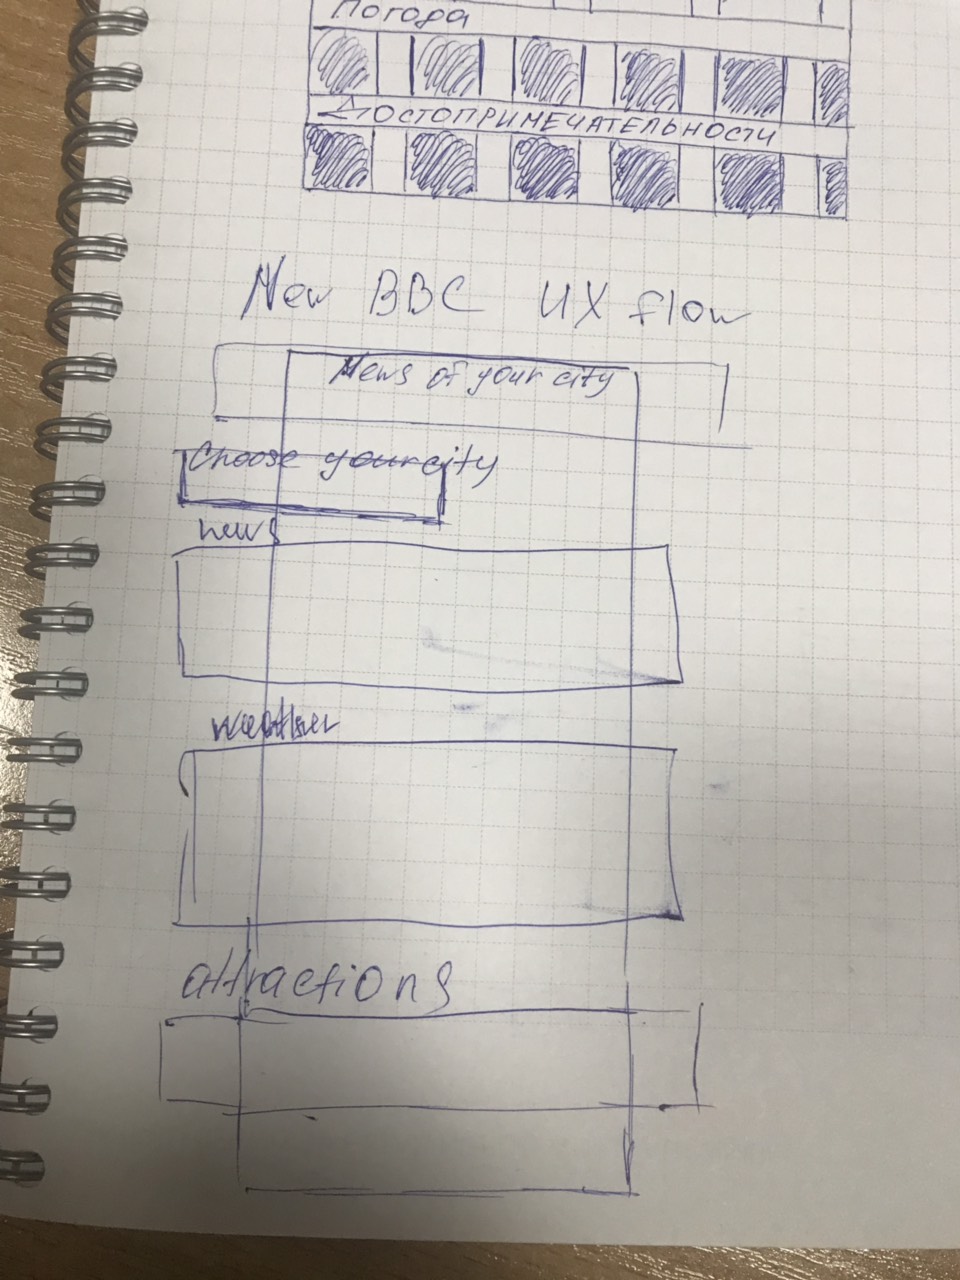 Погода
Достопримечательности
New BBC UX flow
News of your city
Choose your city
news
weather
attractions